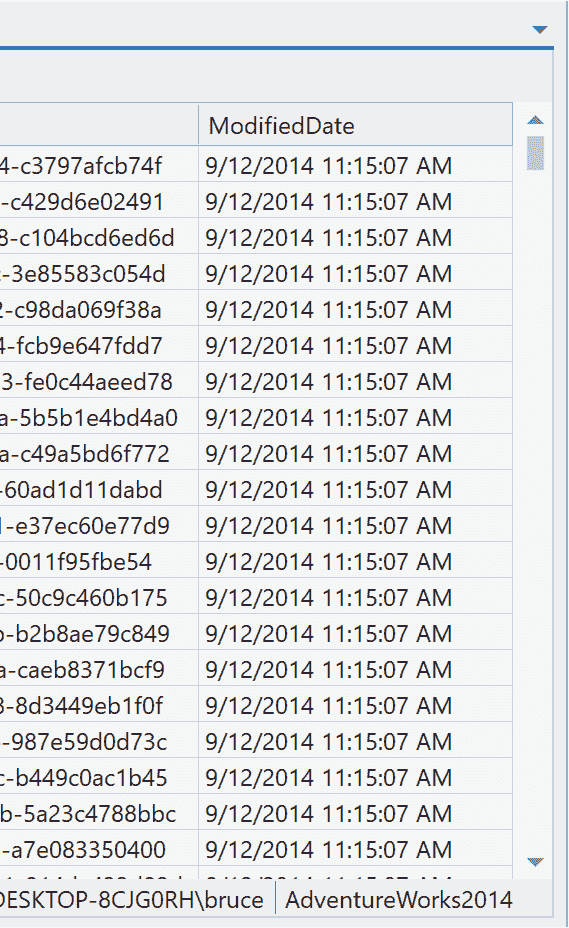 ModifiedDate
4-c3797afcb74f 9/12/2014 11:15:07 AM
-c429d6e02491 9/12/2014 11:15:07 AM
8-c104bcd6ed6d 9/12/2014 11:15:07 AM
-3e85583c054d 9/12/2014 11:15:07 AM
2-c98da069f38a 9/12/2014 11:15:07 AM
4-fcb9e647fdd7 9/12/2014 11:15:07 AM
3-fe0c44aeed78 9/12/2014 11:15:07 AM
a-5b5b1e4bd4a0 9/12/2014 11:15:07 AM
a-c49a5bd6f772 9/12/2014 11:15:07 AM
-60ad1d11dabd 9/12/2014 11:15:07 AM
-e37ec60e77d9 9/12/2014 11:15:07 AM
-0011f95fbe54 9/12/2014 11:15:07 AM
c-50c9c460b175 9/12/2014 11:15:07 AM
-b2b8ae79c849 9/12/2014 11:15:07 AM
a-caeb8371bcf9 9/12/2014 11:15:07 AM
3-8d3449eb1f0f 9/12/2014 11:15:07 AM
-987e59d0d73c 9/12/2014 11:15:07 AM
c-b449c0ac1b45 9/12/2014 11:15:07 AM
b-5a23c4788bbc 9/12/2014 11:15:07 AM
-a7e083350400 9/12/2014 11:15:07 AM
DESKTOP-8CJG0RH\bruce AdventureWorks2014